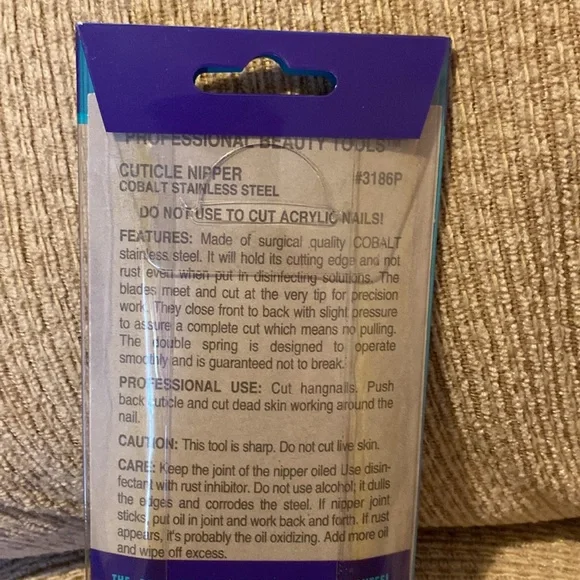 PROFESSIONAL BEAUTY TOOLS™
CUTICLE NIPPER #3186P
COBALT STAINLESS STEEL
DO NOT USE TO CUT ACRYLIC NAILS!
FEATURES: Made of surgical quality COBALT
stainless steel. It will hold its cutting edge and not
rust even when put in disinfecting solutions. The
blades meet and cut at the very tip for precision
work. They close front to back with slight pressure
to assure a complete cut which means no pulling.
The double spring is designed to operate
smoothly and is guaranteed not to break.
PROFESSIONAL USE: Cut hangnails. Push
back cuticle and cut dead skin working around the
nail.
CAUTION: This tool is sharp. Do not cut live skin.
CARE: Keep the joint of the nipper oiled Use disin-
fectant with rust inhibitor. Do not use alcohol; it dulls
the edges and corrodes the steel. If nipper joint
sticks, put oil in joint and work back and forth. If rust
appears, it's probably the oil oxidizing. Add more oil
and wipe off excess.
THE